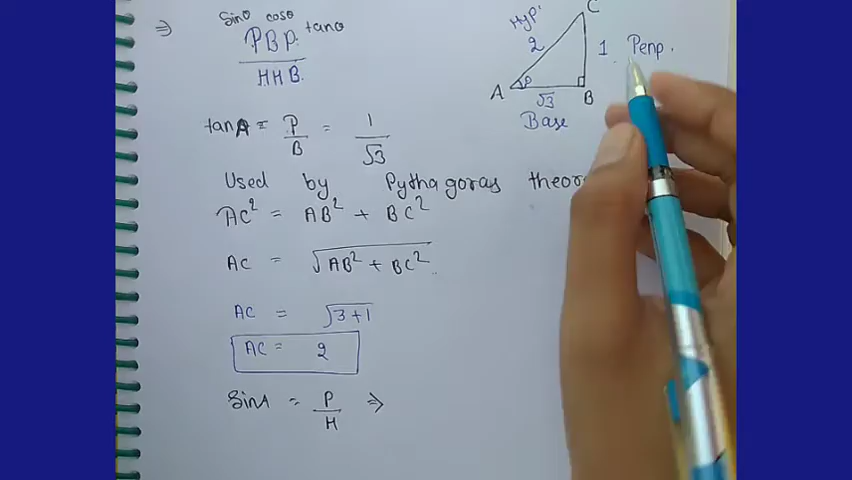 Sinθ cosθ tanθ
⇒ PBP.
HHB.
C
Hyp'
2
1 Penp.
A θ B
√3
Base
tanA = P/B = 1/√3
Used by Pythagoras theor
AC² = AB² + BC²
AC = √AB² + BC²
AC = √3+1
AC = 2
SinA = P/H ⇒